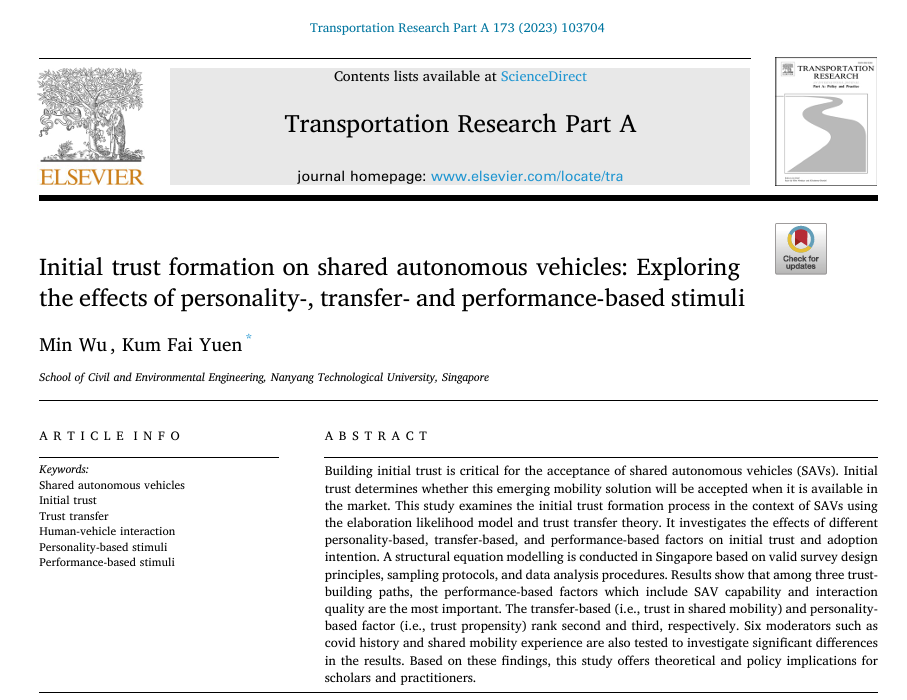 Transportation Research Part A 173 (2023) 103704
Contents lists available at ScienceDirect
Transportation Research Part A
journal homepage: www.elsevier.com/locate/tra
ELSEVIER
TRANSPORTATION
RESEARCH
Part A: Policy and Practice
Check for
updates
Initial trust formation on shared autonomous vehicles: Exploring
the effects of personality-, transfer- and performance-based stimuli
Min Wu, Kum Fai Yuen *
School of Civil and Environmental Engineering, Nanyang Technological University, Singapore
ARTICLE INFO
Keywords:
Shared autonomous vehicles
Initial trust
Trust transfer
Human-vehicle interaction
Personality-based stimuli
Performance-based stimuli
ABSTRACT
Building initial trust is critical for the acceptance of shared autonomous vehicles (SAVs). Initial
trust determines whether this emerging mobility solution will be accepted when it is available in
the market. This study examines the initial trust formation process in the context of SAVs using
the elaboration likelihood model and trust transfer theory. It investigates the effects of different
personality-based, transfer-based, and performance-based factors on initial trust and adoption
intention. A structural equation modelling is conducted in Singapore based on valid survey design
principles, sampling protocols, and data analysis procedures. Results show that among three trust-
building paths, the performance-based factors which include SAV capability and interaction
quality are the most important. The transfer-based (i.e., trust in shared mobility) and personality-
based factor (i.e., trust propensity) rank second and third, respectively. Six moderators such as
covid history and shared mobility experience are also tested to investigate significant differences
in the results. Based on these findings, this study offers theoretical and policy implications for
scholars and practitioners.